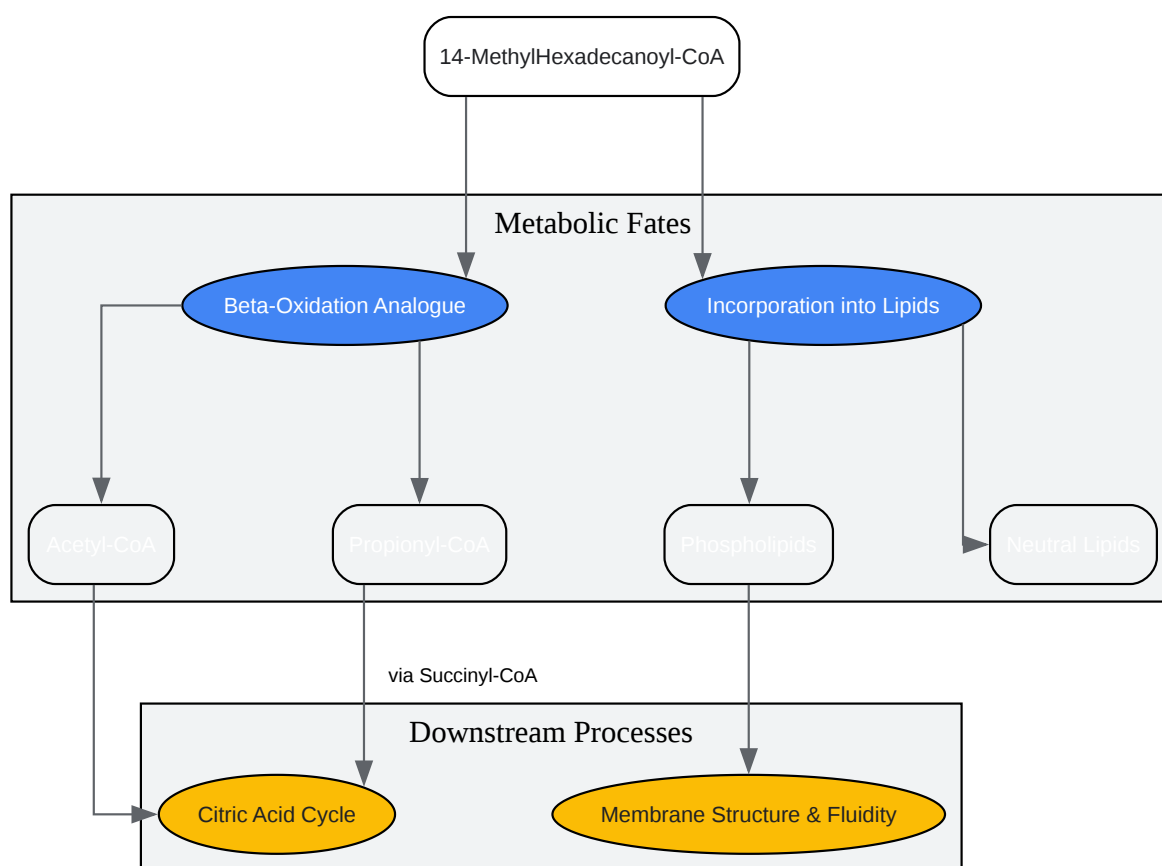 14-MethylHexadecanoyl-CoA
Metabolic Fates
Beta-Oxidation Analogue
Incorporation into Lipids
Acetyl-CoA
Propionyl-CoA
Phospholipids
Neutral Lipids
via Succinyl-CoA
Downstream Processes
Citric Acid Cycle
Membrane Structure & Fluidity